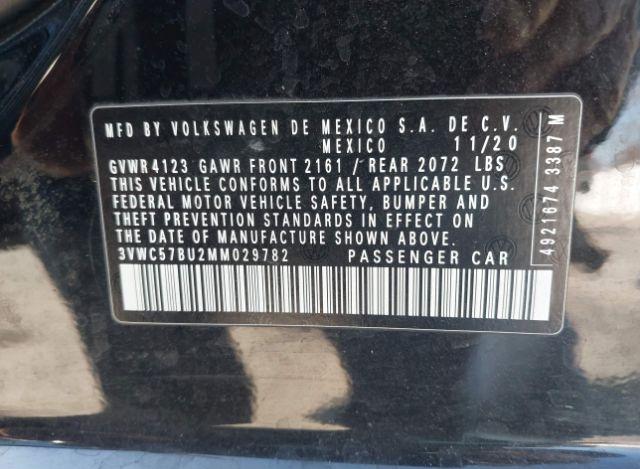 MFD BY VOLKSWAGEN DE MEXICO S.A. DE C.V.
MEXICO 11/20
GVWR4123 GAWR FRONT 2161 / REAR 2072 LBS
THIS VEHICLE CONFORMS TO ALL APPLICABLE U.S.
FEDERAL MOTOR VEHICLE SAFETY, BUMPER AND
THEFT PREVENTION STANDARDS IN EFFECT ON
THE DATE OF MANUFACTURE SHOWN ABOVE.
3VWC57BU2MM029782 PASSENGER CAR
4921674 3387 M